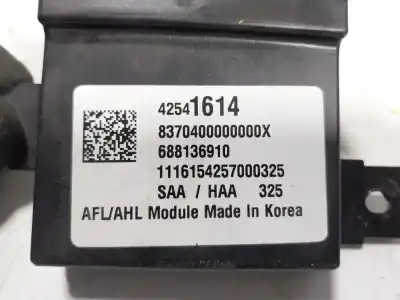 42541614
8370400000000X
688136910
1116154257000325
SAA / HAA 325
AFL/AHL Module Made In Korea